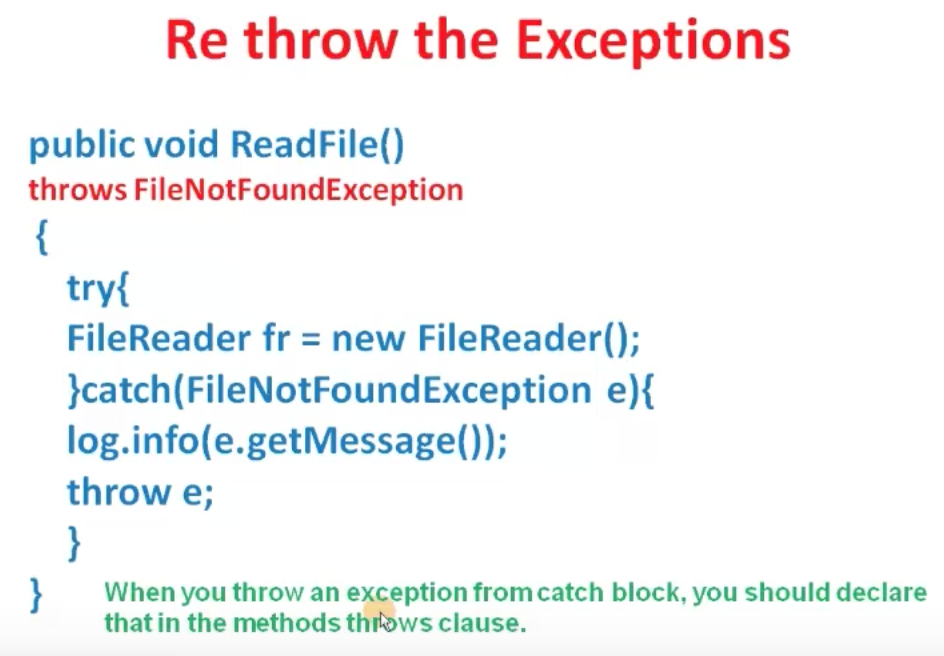 Re throw the Exceptions
public void ReadFile()
throws FileNotFoundException
{
try{
FileReader fr = new FileReader();
}catch(FileNotFoundException e){
log.info(e.getMessage());
throw e;
}
}
When you throw an exception from catch block, you should declare
that in the methods throws clause.